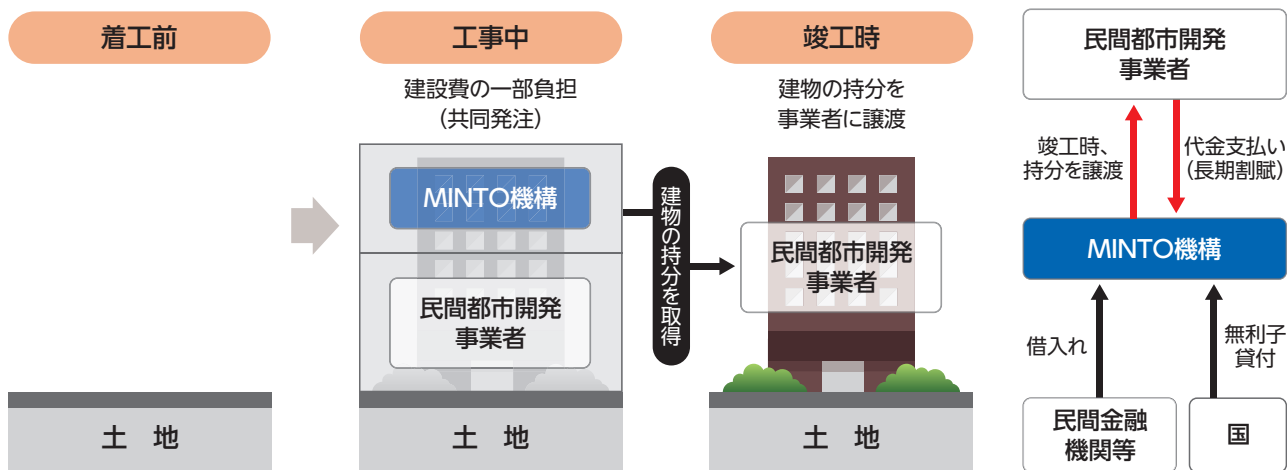 着工前
土　地
工事中
建設費の一部負担
（共同発注）
MINTO機構
民間都市開発
事業者
土　地
建物の持分を取得
竣工時
建物の持分を
事業者に譲渡
民間都市開発
事業者
土　地
民間都市開発
事業者
竣工時、
持分を譲渡
代金支払い
（長期割賦）
MINTO機構
借入れ
無利子
貸付
民間金融
機関等
国